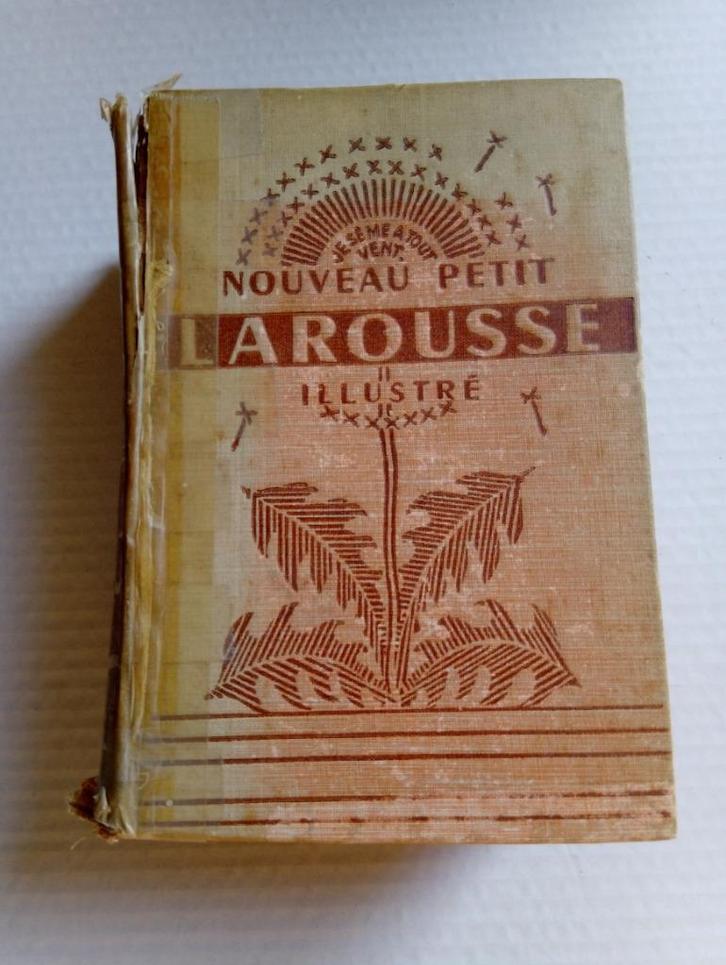 JE SÈME A TOUT
VENT.
NOUVEAU PETIT
LAROUSSE
ILLUSTRÉ